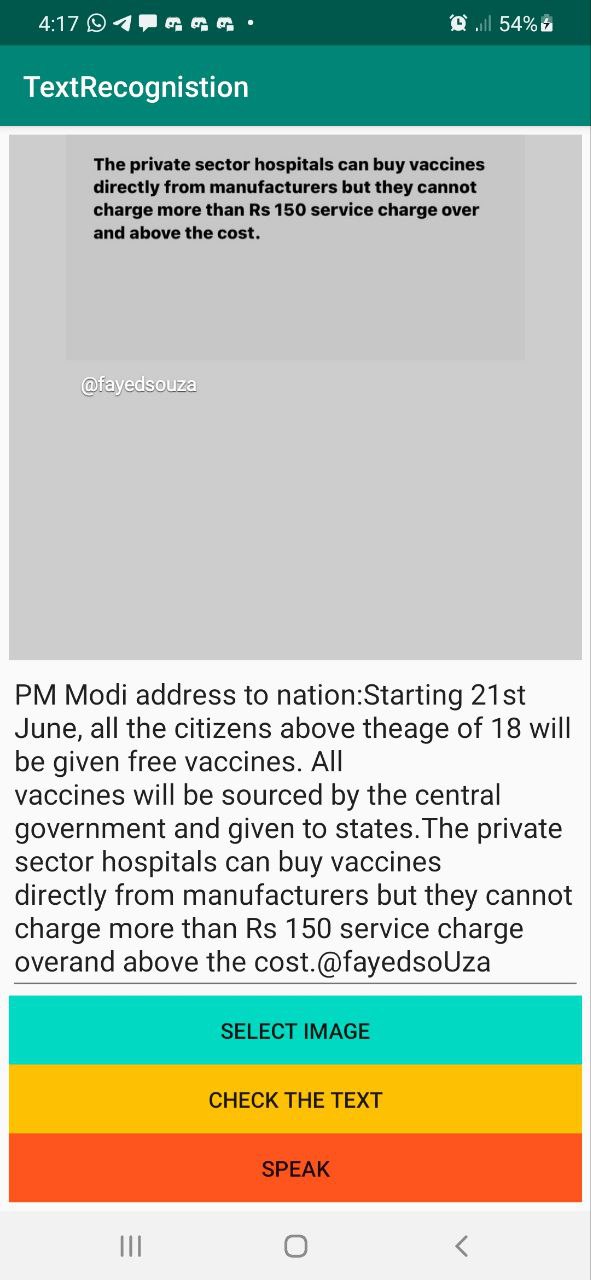 4:17
54%
TextRecognistion
The private sector hospitals can buy vaccines
directly from manufacturers but they cannot
charge more than Rs 150 service charge over
and above the cost.
@fayedsouza
PM Modi address to nation:Starting 21st
June, all the citizens above theage of 18 will
be given free vaccines. All
vaccines will be sourced by the central
government and given to states.The private
sector hospitals can buy vaccines
directly from manufacturers but they cannot
charge more than Rs 150 service charge
overand above the cost.@fayedsoUza
SELECT IMAGE
CHECK THE TEXT
SPEAK